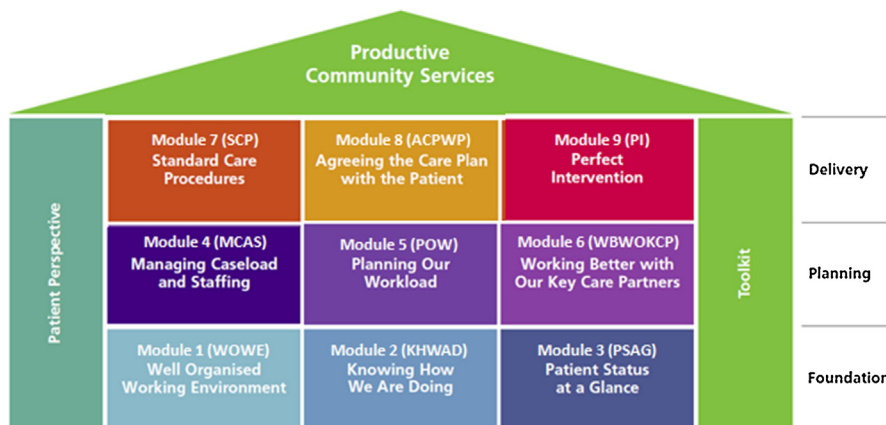 Productive
Community Services
Patient Perspective
Module 7 (SCP)
Standard Care
Procedures
Module 8 (ACPWP)
Agreeing the Care Plan
with the Patient
Module 9 (PI)
Perfect
Intervention
Delivery
Module 4 (MCAS)
Managing Caseload
and Staffing
Module 5 (POW)
Planning Our
Workload
Module 6 (WBWOKCP)
Working Better with
Our Key Care Partners
Planning
Module 1 (WOWE)
Well Organised
Working Environment
Module 2 (KHWAD)
Knowing How
We Are Doing
Module 3 (PSAG)
Patient Status
at a Glance
Foundation
Toolkit